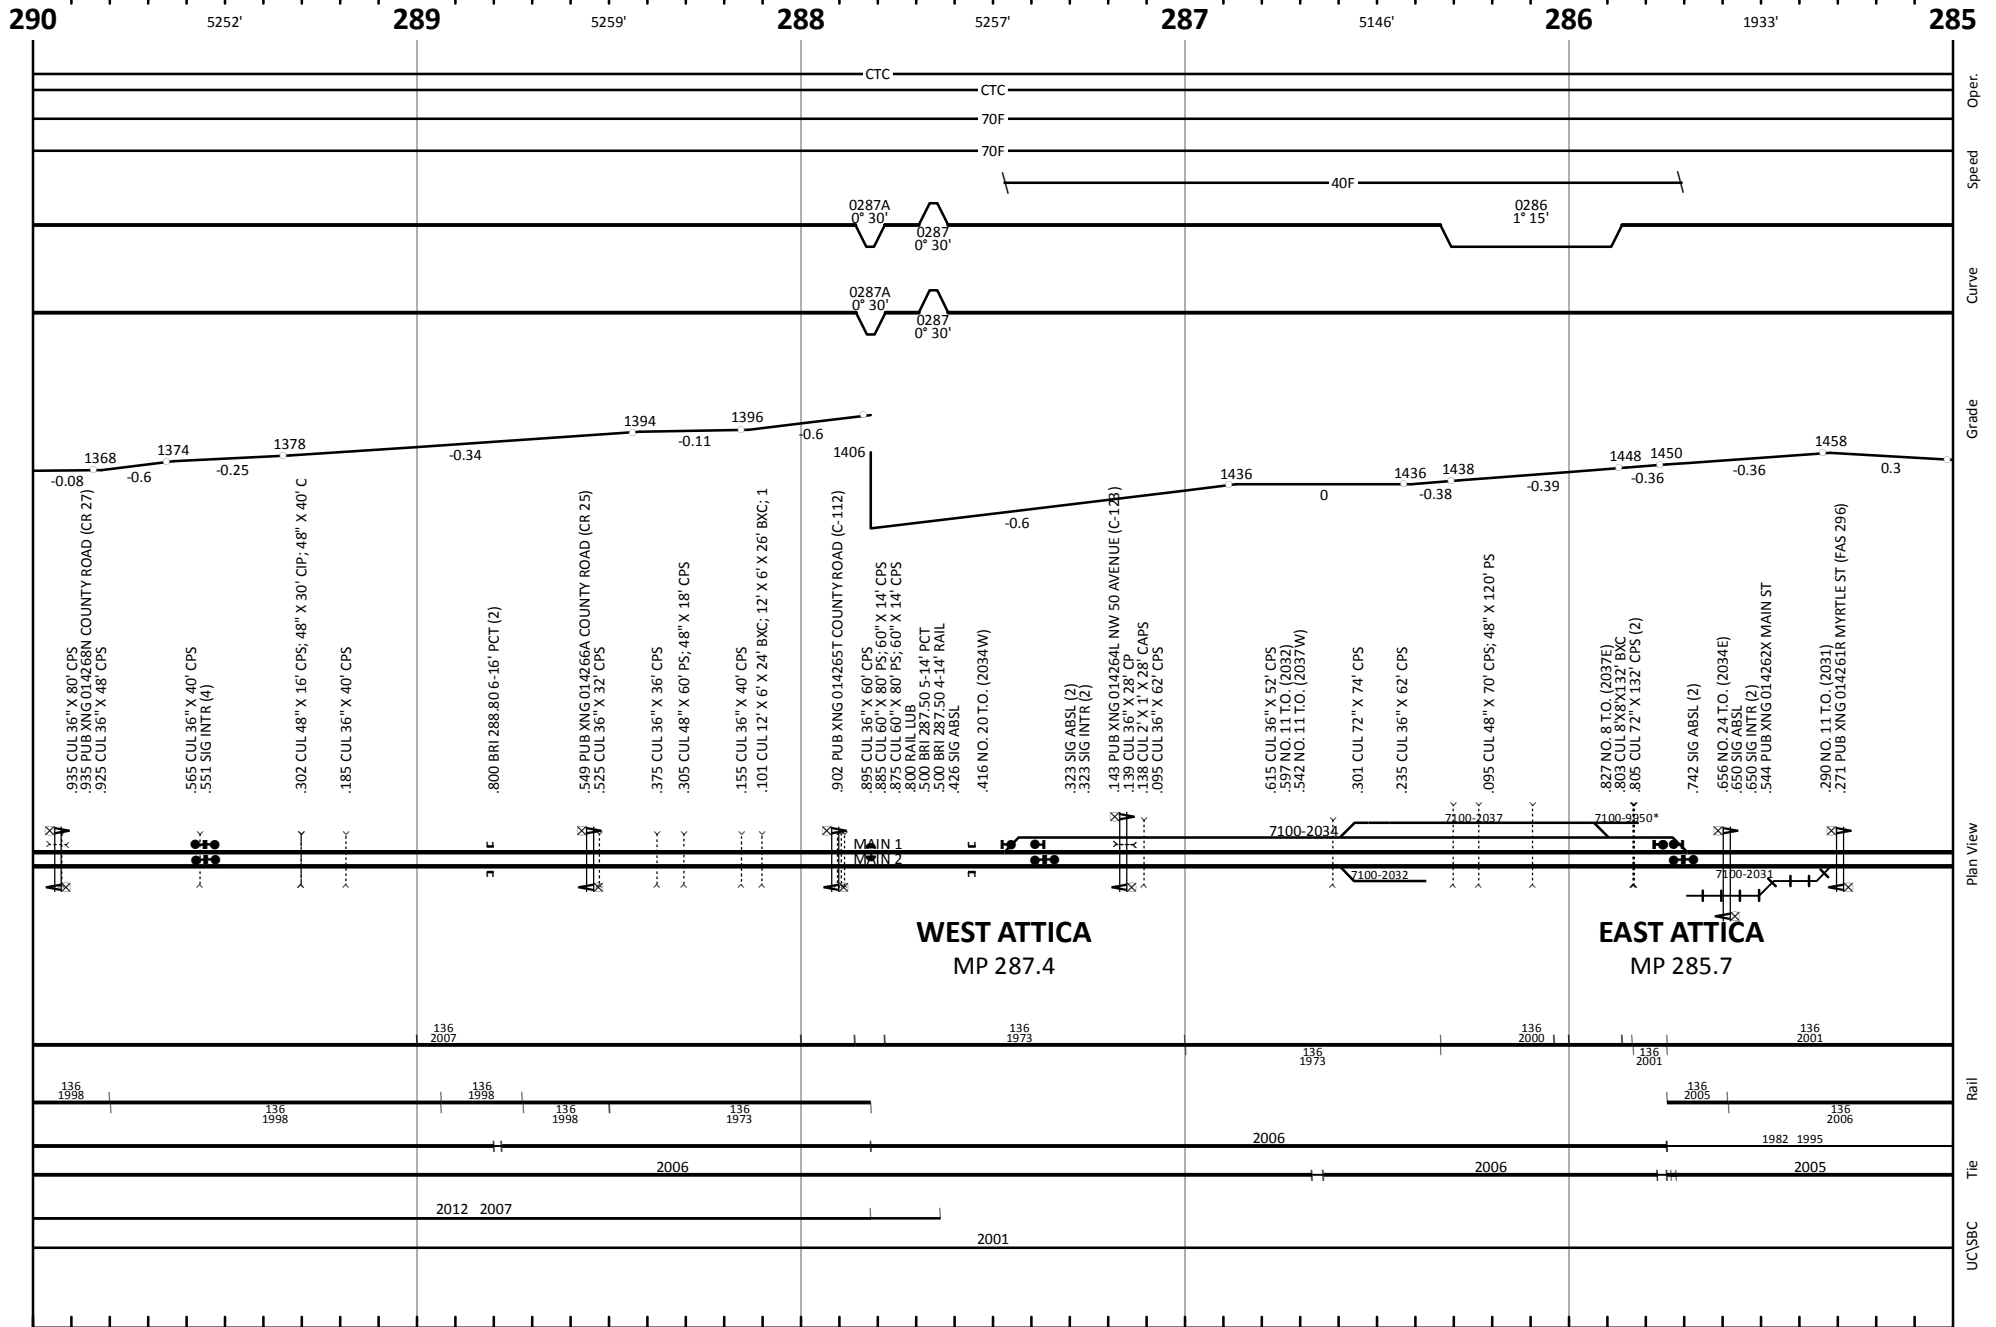 290 5252' 289 5259' 288 5257' 287 5146' 286 1933' 285
CTC
CTC
Oper.
70F
70F
40F
Speed
0287A
0° 30'
0287
0° 30'
0286
1° 15'
0287A
0° 30'
0287
0° 30'
Curve
1368 1374 1378 1394 1396
-0.08 -0.6 -0.25 -0.34 -0.11 -0.6
1406
1436 1436 1438 1448 1450 1458
-0.6 0 -0.38 -0.39 -0.36 -0.36 0.3
Grade
.935 CUL 36" X 80' CPS
.935 PUB XNG 014268N COUNTY ROAD (CR 27)
.925 CUL 36" X 48' CPS
.565 CUL 36" X 40' CPS
.551 SIG INTR (4)
.302 CUL 48" X 16' CPS; 48" X 30' CIP; 48" X 40' C
.185 CUL 36" X 40' CPS
.800 BRI 288.80 6-16' PCT (2)
.549 PUB XNG 014266A COUNTY ROAD (CR 25)
.525 CUL 36" X 32' CPS
.375 CUL 36" X 36' CPS
.305 CUL 48" X 60' PS; 48" X 18' CPS
.155 CUL 36" X 40' CPS
.101 CUL 12' X 6' X 24' BXC; 12' X 6' X 26' BXC; 1
.902 PUB XNG 014265T COUNTY ROAD (C-112)
.895 CUL 36" X 60' CPS
.885 CUL 60" X 80' PS; 60" X 14' CPS
.875 CUL 60" X 80' PS; 60" X 14' CPS
.800 RAIL LUB
.500 BRI 287.50 5-14' PCT
.500 BRI 287.50 4-14' RAIL
.426 SIG ABSL
.416 NO. 20 T.O. (2034W)
.323 SIG ABSL (2)
.323 SIG INTR (2)
.143 PUB XNG 014264L NW 50 AVENUE (C-123)
.139 CUL 36" X 28' CP
.138 CUL 2' X 1' X 28' CAPS
.095 CUL 36" X 62' CPS
.615 CUL 36" X 52' CPS
.597 NO. 11 T.O. (2032)
.542 NO. 11 T.O. (2037W)
.301 CUL 72" X 74' CPS
.235 CUL 36" X 62' CPS
.095 CUL 48" X 70' CPS; 48" X 120' PS
.827 NO. 8 T.O. (2037E)
.803 CUL 8'X8'X132' BXC
.805 CUL 72" X 132' CPS (2)
.742 SIG ABSL (2)
.658 NO. 24 T.O. (2034E)
.650 SIG ABSL
.650 SIG INTR (2)
.544 PUB XNG 014262X MAIN ST
.290 NO. 11 T.O. (2031)
.271 PUB XNG 014261R MYRTLE ST (FAS 296)
7100-2037 7100-9950*
7100-2034
MAIN 1
MAIN 2
7100-2032 7100-2031
Plan View
WEST ATTICA
MP 287.4
EAST ATTICA
MP 285.7
136
2007
136
1973
136
1973
136
2000
136
2001
136
2001
136
1998
136
1998
136
1998
136
1998
136
1973
136
2005
136
2006
Rail
2006 1982 1995
2006 2006 2005
Tie
2012 2007
2001
UC\SBC